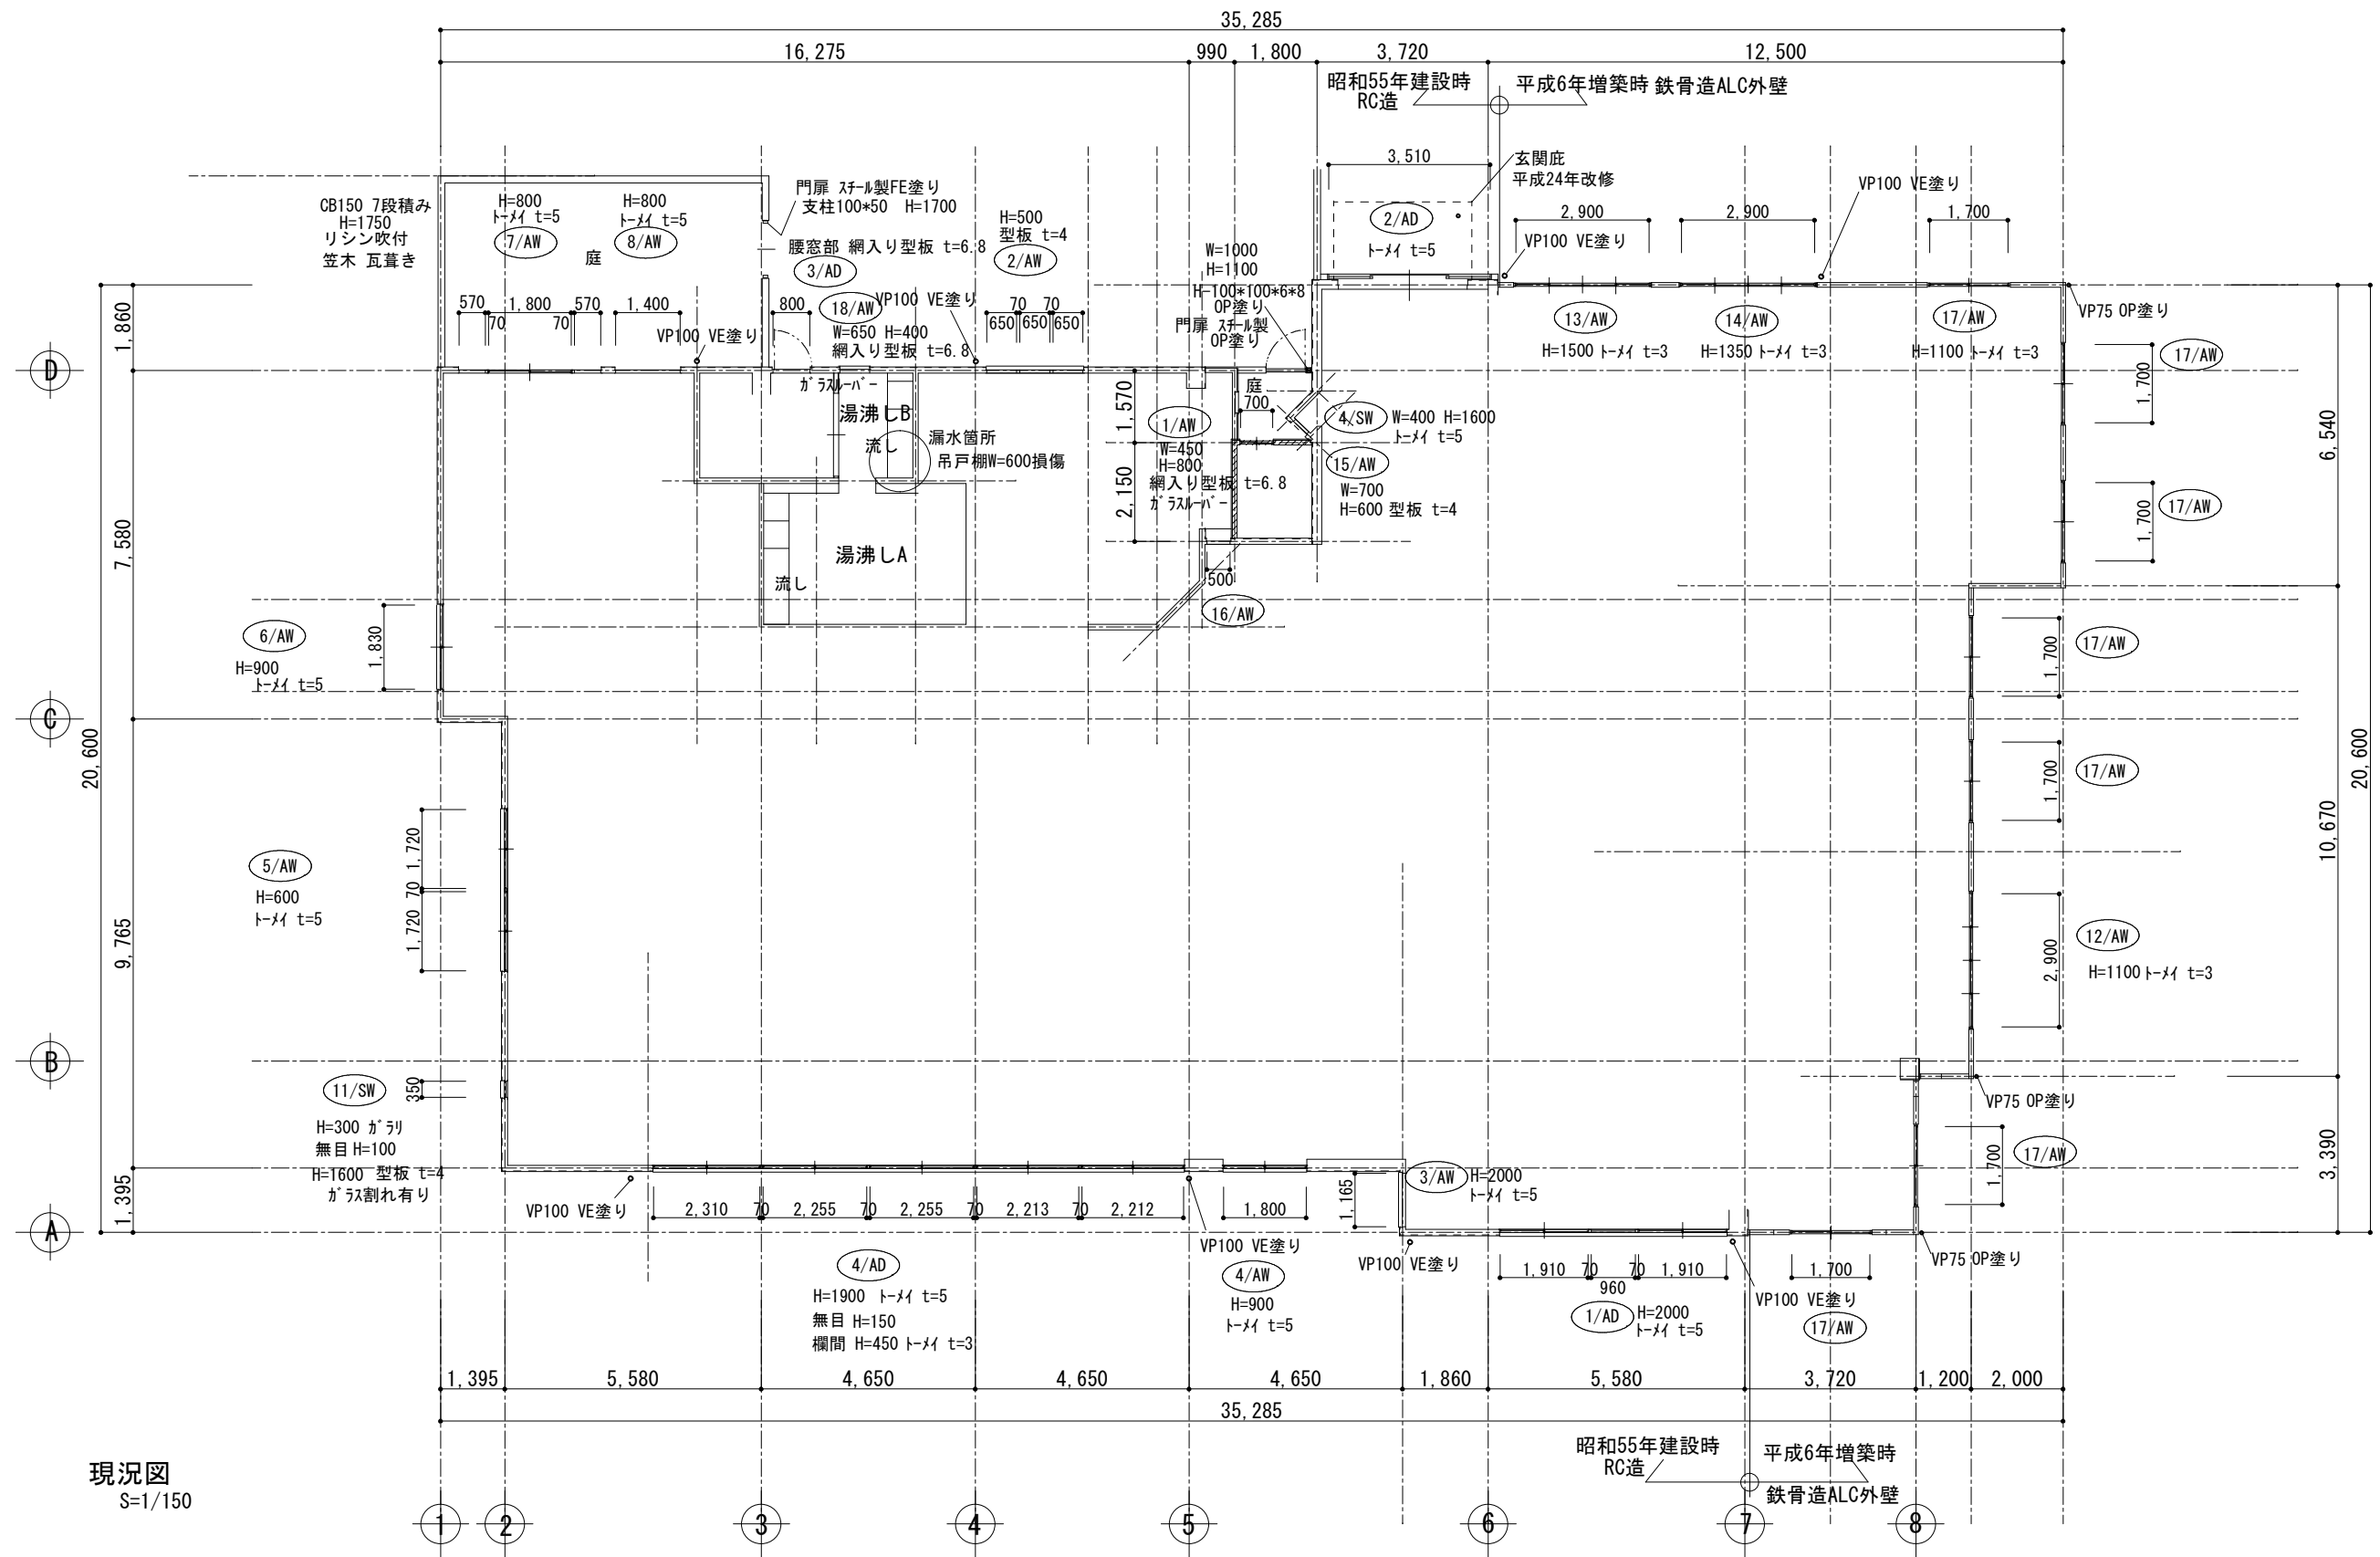 35,285
16,275
990
1,800
3,720
12,500
昭和55年建設時
RC造
平成6年増築時 鉄骨造ALC外壁
3,510
玄関庇
平成24年改修
VP100 VE塗り
CB150 7段積み
H=1750
リシン吹付
笠木 瓦葺き
H=800
トーメイ t=5
7/AW
H=800
トーメイ t=5
8/AW
庭
門扉 スチール製FE塗り
支柱100*50 H=1700
腰窓部 網入り型板 t=6.8
3/AD
H=500
型板 t=4
2/AW
2/AD
トーメイ t=5
2,900
2,900
1,700
VP100 VE塗り
W=1000
H=1100
H-100*100*6*8
OP塗り
門扉 スチール製
OP塗り
570
1,800
570
1,400
70
70
VP100 VE塗り
800
18/AW
VP100 VE塗り
W=650 H=400
網入り型板 t=6.8
70
70
650
650
650
13/AW
14/AW
17/AW
VP75 OP塗り
H=1500 トーメイ t=3
H=1350 トーメイ t=3
H=1100 トーメイ t=3
17/AW
1,700
1,860
D
ガラスルーバー
湯沸しB
流し
漏水箇所
吊戸棚W=600損傷
1,570
庭
700
1/AW
W=450
H=800
網入り型板 t=6.8
ガラスルーバー
2,150
4/SW
W=400 H=1600
トーメイ t=5
15/AW
W=700
H=600 型板 t=4
6,540
17/AW
1,700
7,580
湯沸しA
流し
500
16/AW
6/AW
H=900
トーメイ t=5
1,830
17/AW
1,700
C
20,600
17/AW
1,700
20,600
5/AW
H=600
トーメイ t=5
1,720
70
1,720
10,670
9,765
12/AW
2,900
H=1100 トーメイ t=3
B
11/SW
350
H=300 ガラリ
無目 H=100
H=1600 型板 t=4
ガラス割れ有り
VP75 OP塗り
17/AW
1,700
3,390
1,395
A
VP100 VE塗り
2,310
70
2,255
70
2,255
70
2,213
70
2,212
1,800
1,165
3/AW
H=2000
トーメイ t=5
VP100 VE塗り
VP100 VE塗り
VP75 OP塗り
4/AD
H=1900 トーメイ t=5
無目 H=150
欄間 H=450 トーメイ t=3
4/AW
H=900
トーメイ t=5
1,910
70
70
1,910
960
1/AD
H=2000
トーメイ t=5
1,700
VP100 VE塗り
17/AW
1,395
5,580
4,650
4,650
4,650
1,860
5,580
3,720
1,200
2,000
35,285
昭和55年建設時
RC造
平成6年増築時
鉄骨造ALC外壁
現況図
S=1/150
1
2
3
4
5
6
7
8